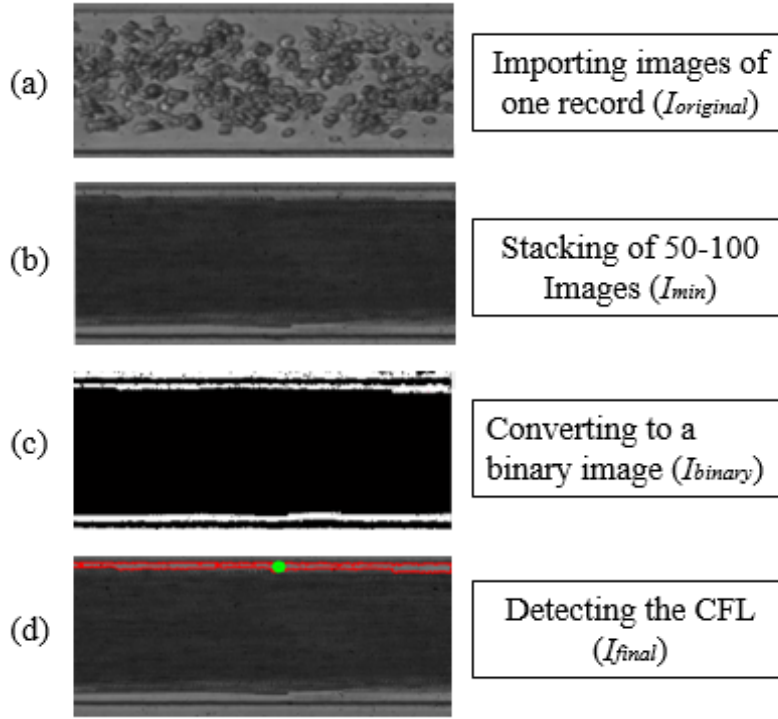 (a)
Importing images of
one record (Ioriginal)
(b)
Stacking of 50-100
Images (Imin)
(c)
Converting to a
binary image (Ibinary)
(d)
Detecting the CFL
(Ifinal)